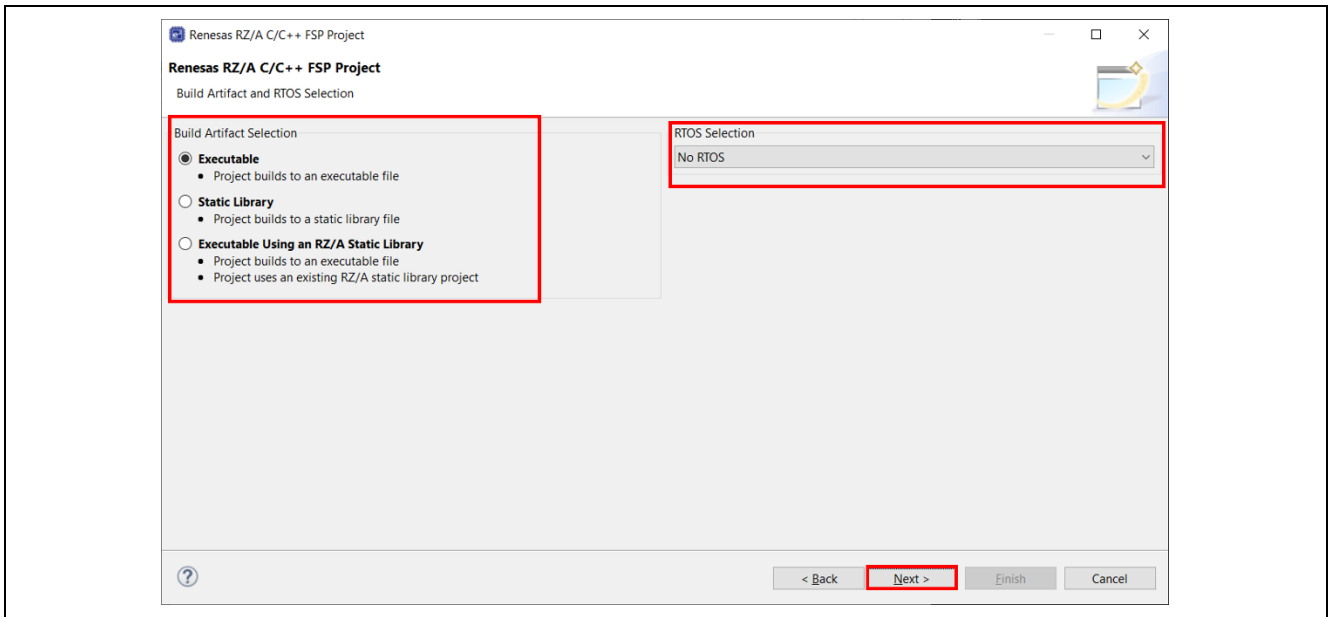 Renesas RZ/A C/C++ FSP Project
Renesas RZ/A C/C++ FSP Project
Build Artifact and RTOS Selection
Build Artifact Selection
Executable
• Project builds to an executable file
Static Library
• Project builds to a static library file
Executable Using an RZ/A Static Library
• Project builds to an executable file
• Project uses an existing RZ/A static library project
RTOS Selection
No RTOS
?
< Back
Next >
Finish
Cancel